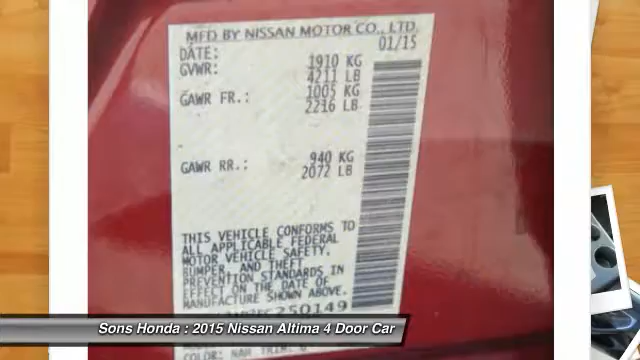 MFD BY NISSAN MOTOR CO., LTD.
DATE: 01/15
GVWR: 1910 KG
4211 LB
GAWR FR.: 1005 KG
2216 LB
GAWR RR.: 940 KG
2072 LB
THIS VEHICLE CONFORMS TO
ALL APPLICABLE FEDERAL
MOTOR VEHICLE SAFETY,
BUMPER, AND THEFT
PREVENTION STANDARDS IN
EFFECT ON THE DATE OF
MANUFACTURE SHOWN ABOVE.
Sons Honda : 2015 Nissan Altima 4 Door Car
COLOR: TRIM: